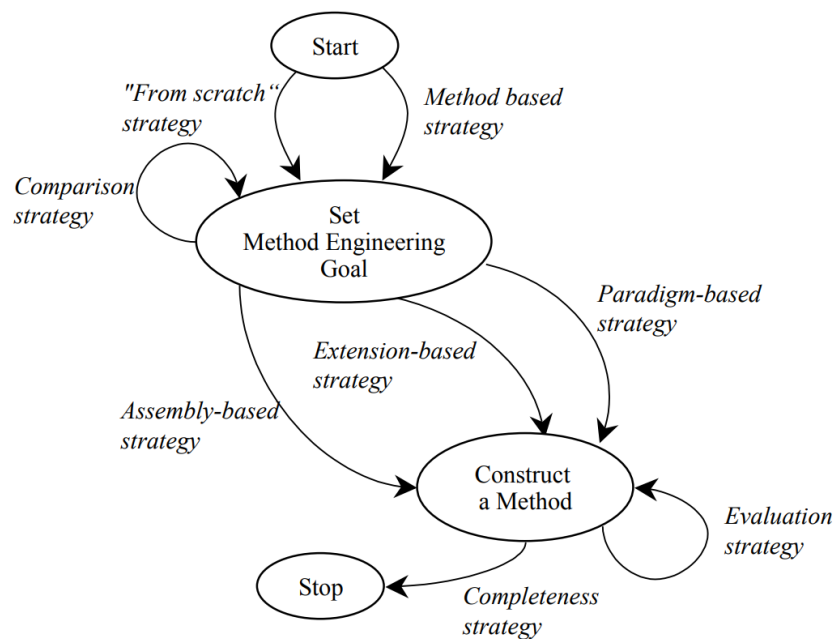 Start
"From scratch“
strategy
Method based
strategy
Comparison
strategy
Set
Method Engineering
Goal
Paradigm-based
strategy
Extension-based
strategy
Assembly-based
strategy
Construct
a Method
Evaluation
strategy
Stop
Completeness
strategy